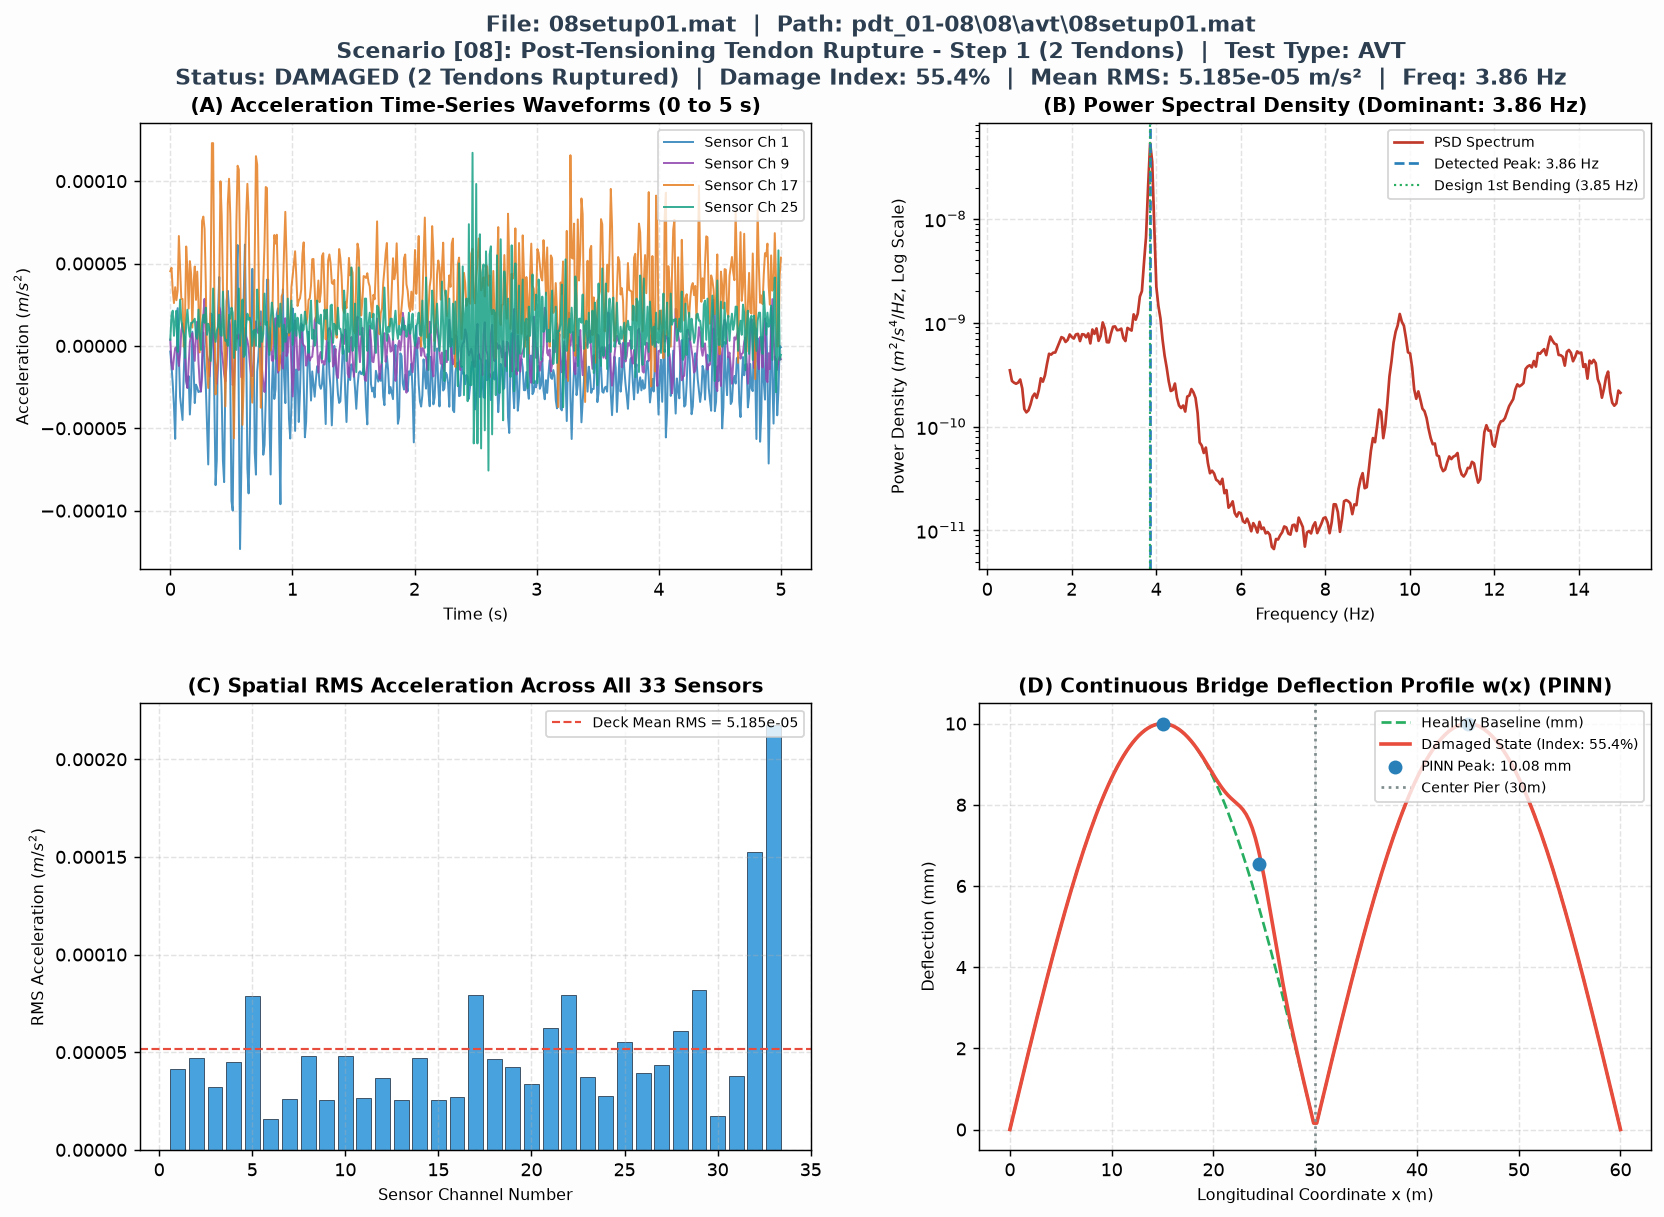 File: 08setup01.mat | Path: pdt_01-08\08\avt\08setup01.mat
Scenario [08]: Post-Tensioning Tendon Rupture - Step 1 (2 Tendons) | Test Type: AVT
Status: DAMAGED (2 Tendons Ruptured) | Damage Index: 55.4% | Mean RMS: 5.185e-05 m/s² | Freq: 3.86 Hz
(A) Acceleration Time-Series Waveforms (0 to 5 s)
Sensor Ch 1
Sensor Ch 9
Sensor Ch 17
Sensor Ch 25
Acceleration (m/s²)
0.00010
0.00005
0.00000
−0.00005
−0.00010
0 1 2 3 4 5
Time (s)
(B) Power Spectral Density (Dominant: 3.86 Hz)
PSD Spectrum
Detected Peak: 3.86 Hz
Design 1st Bending (3.85 Hz)
Power Density (m²/s⁴/Hz, Log Scale)
10⁻⁸
10⁻⁹
10⁻¹⁰
10⁻¹¹
0 2 4 6 8 10 12 14
Frequency (Hz)
(C) Spatial RMS Acceleration Across All 33 Sensors
Deck Mean RMS = 5.185e-05
RMS Acceleration (m/s²)
0.00020
0.00015
0.00010
0.00005
0.00000
0 5 10 15 20 25 30 35
Sensor Channel Number
(D) Continuous Bridge Deflection Profile w(x) (PINN)
Healthy Baseline (mm)
Damaged State (Index: 55.4%)
PINN Peak: 10.08 mm
Center Pier (30m)
Deflection (mm)
10
8
6
4
2
0
0 10 20 30 40 50 60
Longitudinal Coordinate x (m)